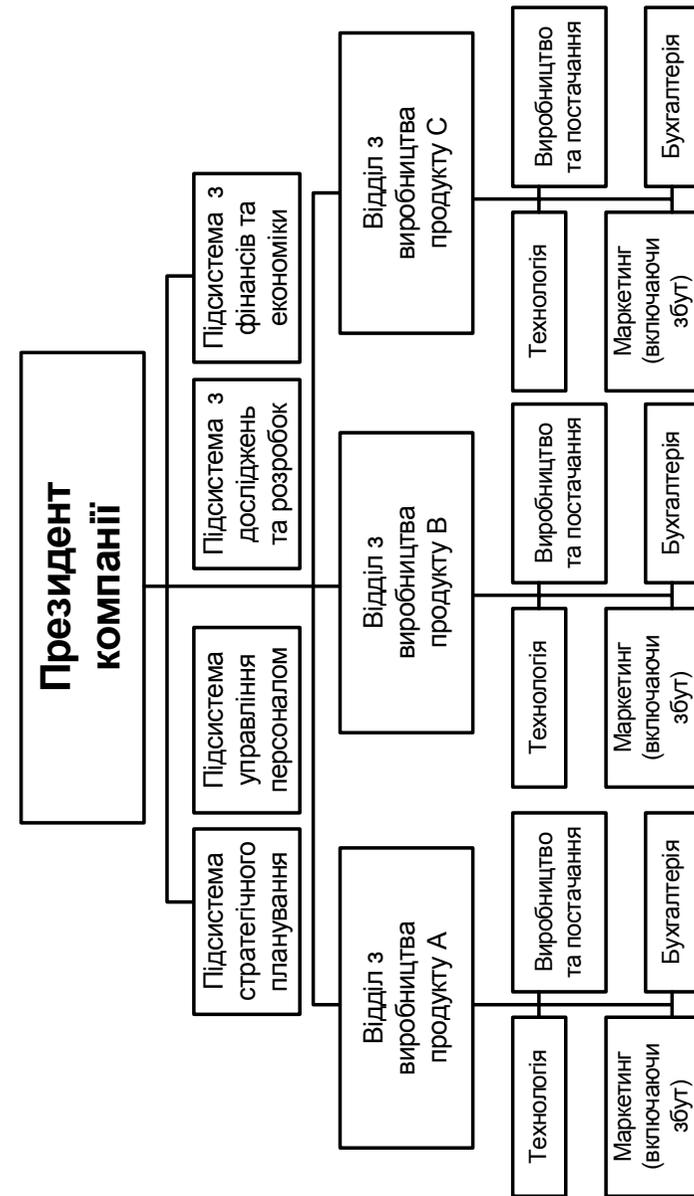 Президент
компанії
Підсистема
стратегічного
планування
Підсистема
управління
персоналом
Підсистема з
досліджень
та розробок
Підсистема з
фінансів та
економіки
Відділ з
виробництва
продукту А
Відділ з
виробництва
продукту В
Відділ з
виробництва
продукту С
Технологія
Виробництво
та постачання
Технологія
Виробництво
та постачання
Технологія
Виробництво
та постачання
Маркетинг
(включаючи
збут)
Бухгалтерія
Маркетинг
(включаючи
збут)
Бухгалтерія
Маркетинг
(включаючи
збут)
Бухгалтерія